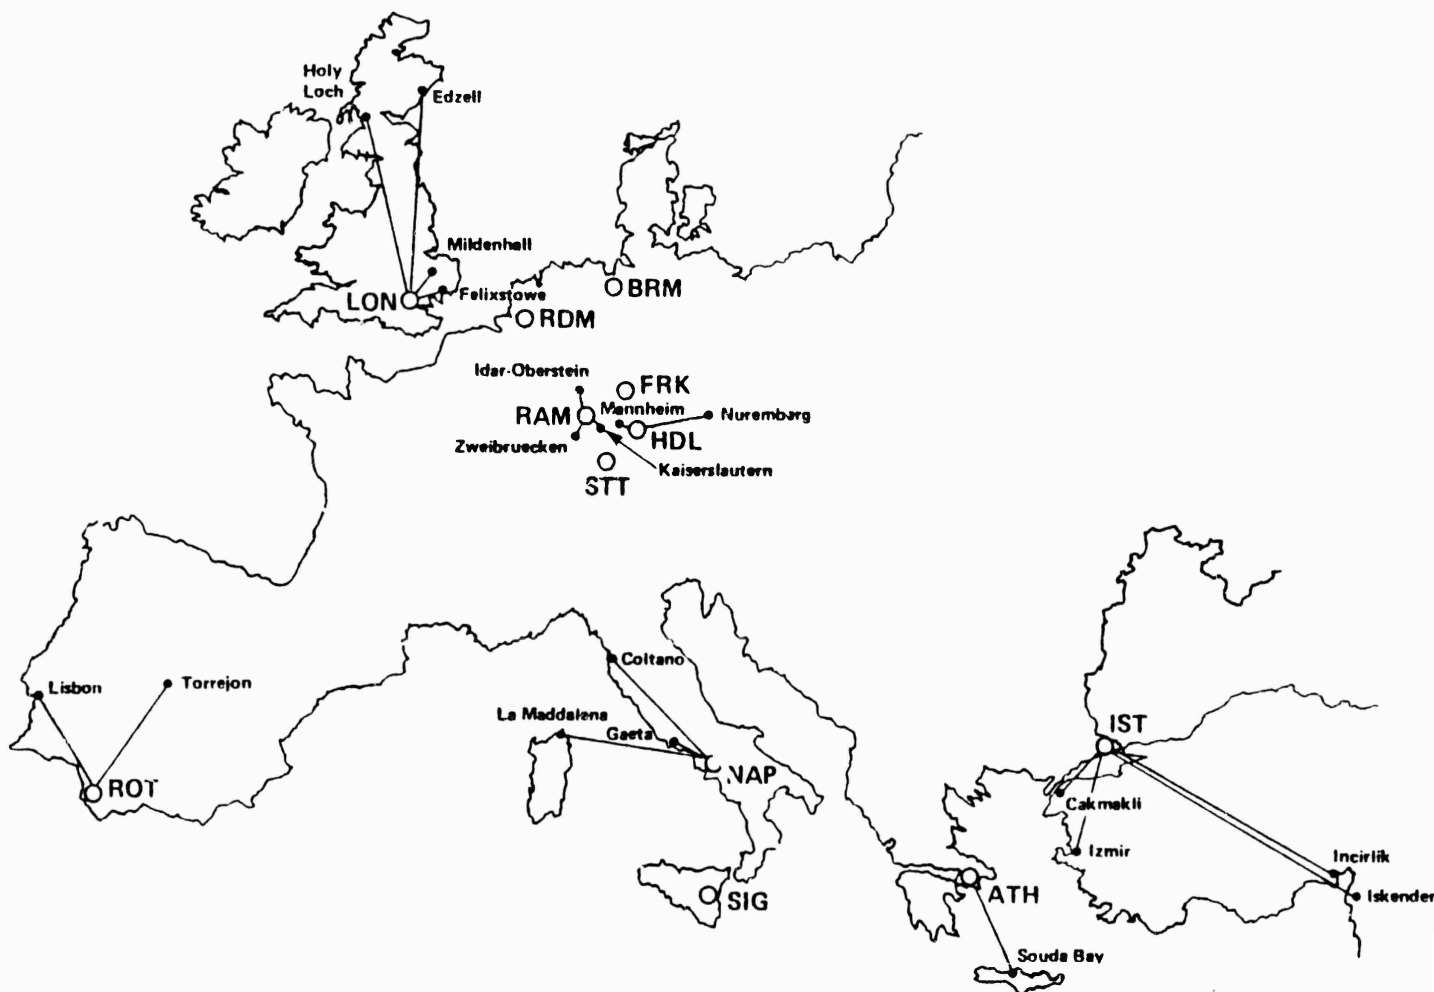 Holy
Loch
Edzell
Mildenhall
LON
Felixstowe
BRM
RDM
Idar-Oberstein
FRK
RAM
Mannheim
Nuremberg
HDL
Zweibruecken
Kaiserslautern
STT
Coltano
Lisbon
Torrejon
La Maddalena
Gaeta
IST
NAP
ROT
Cakmakli
Izmir
Incirlik
SIG
ATH
Iskender
Souda Bay